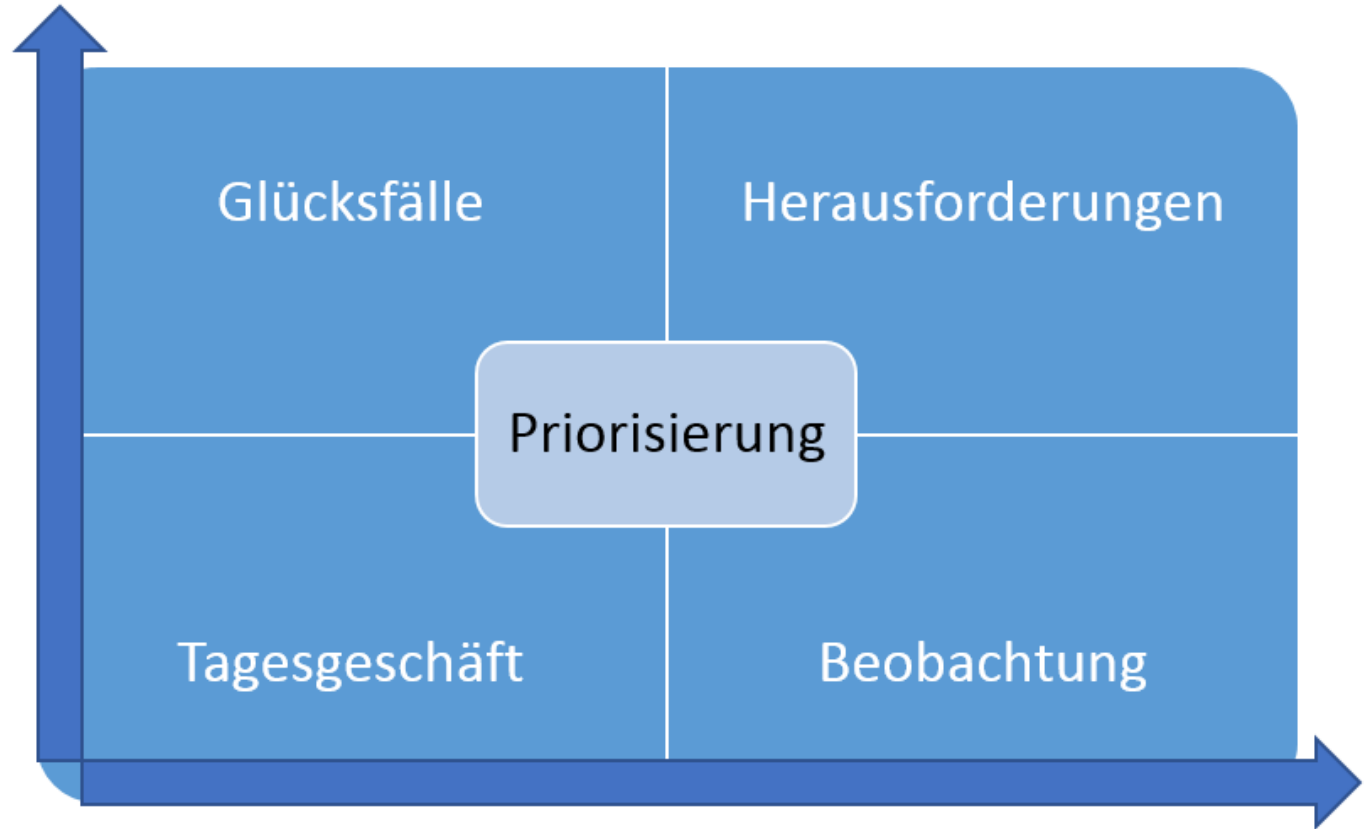 Glücksfälle
Herausforderungen
Priorisierung
Tagesgeschäft
Beobachtung